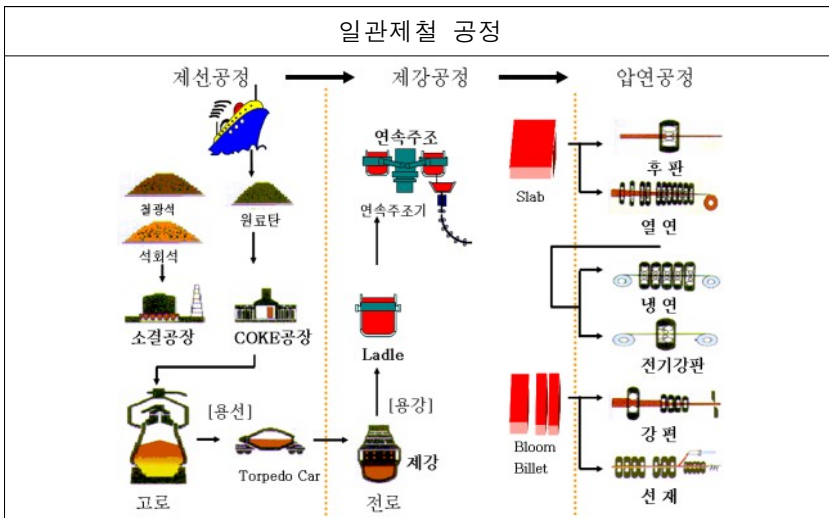 일관제철 공정
제선공정
제강공정
압연공정
철광석
석회석
원료탄
소결공장
COKE공장
[용선]
고로
Torpedo Car
연속주조
연속주조기
Ladle
[용강]
제강
전로
Slab
후 판
열 연
냉 연
전기강판
Bloom
Billet
강 편
선 재